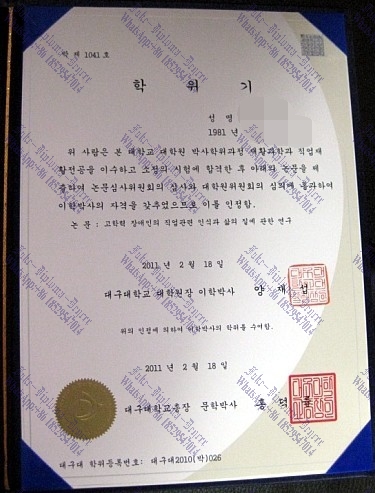 박 제 1041 호
학 위 기
성 명
1981 년
위 사람은 본 대학교 대학원 박사학위과정 재활과학과 직업재
활전공을 이수하고 소정의 시험에 합격한 후 아래의 논문을 제
출하여 논문심사위원회의 심사와 대학원위원회의 심의에 통과하여
이학박사의 자격을 갖추었으므로 이를 인정함.
논 문 : 고학력 장애인의 직업관련 인식과 삶의 질에 관한 연구
2011 년 2 월 18 일
대구대학교 대학원장 이학박사 양 재 섭
위의 인정에 의하여 이학박사의 학위를 수여함.
2011 년 2 월 18 일
대구대학교총장 문학박사 홍 덕
대구대 학위등록번호: 대구대2010(박)026
WhatsApp:+86 18529547014